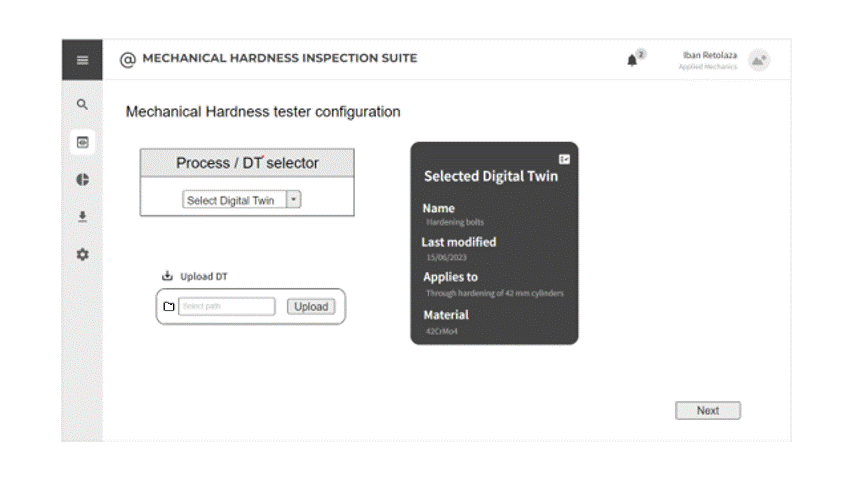 @ MECHANICAL HARDNESS INSPECTION SUITE
2
Iban Retolaza
Applied Mechanics
Mechanical Hardness tester configuration
Process / DT selector
Select Digital Twin
Upload DT
Select path
Upload
Selected Digital Twin
Name
Hardening bolts
Last modified
15/06/2023
Applies to
Through hardening of 42 mm cylinders
Material
42CrMo4
Next